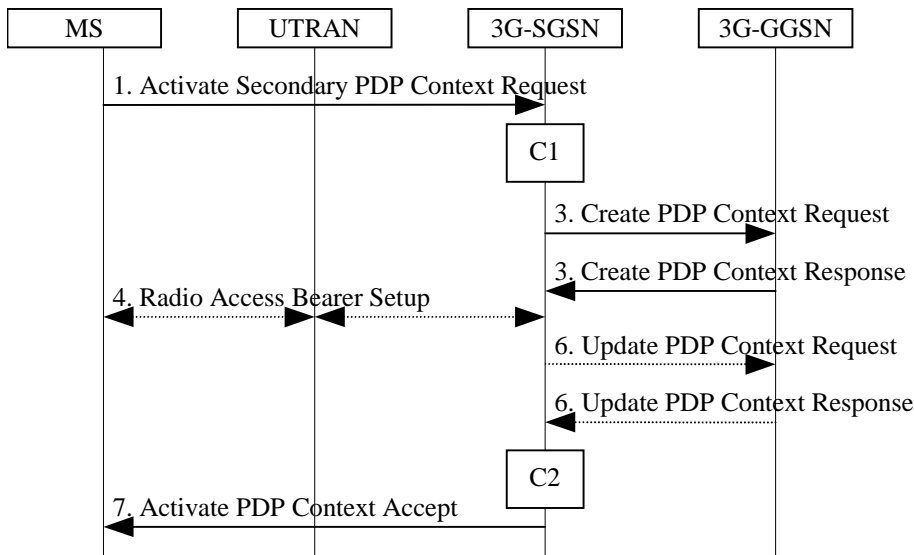 MS
UTRAN
3G-SGSN
3G-GGSN
1. Activate Secondary PDP Context Request
C1
3. Create PDP Context Request
3. Create PDP Context Response
4. Radio Access Bearer Setup
6. Update PDP Context Request
6. Update PDP Context Response
C2
7. Activate PDP Context Accept